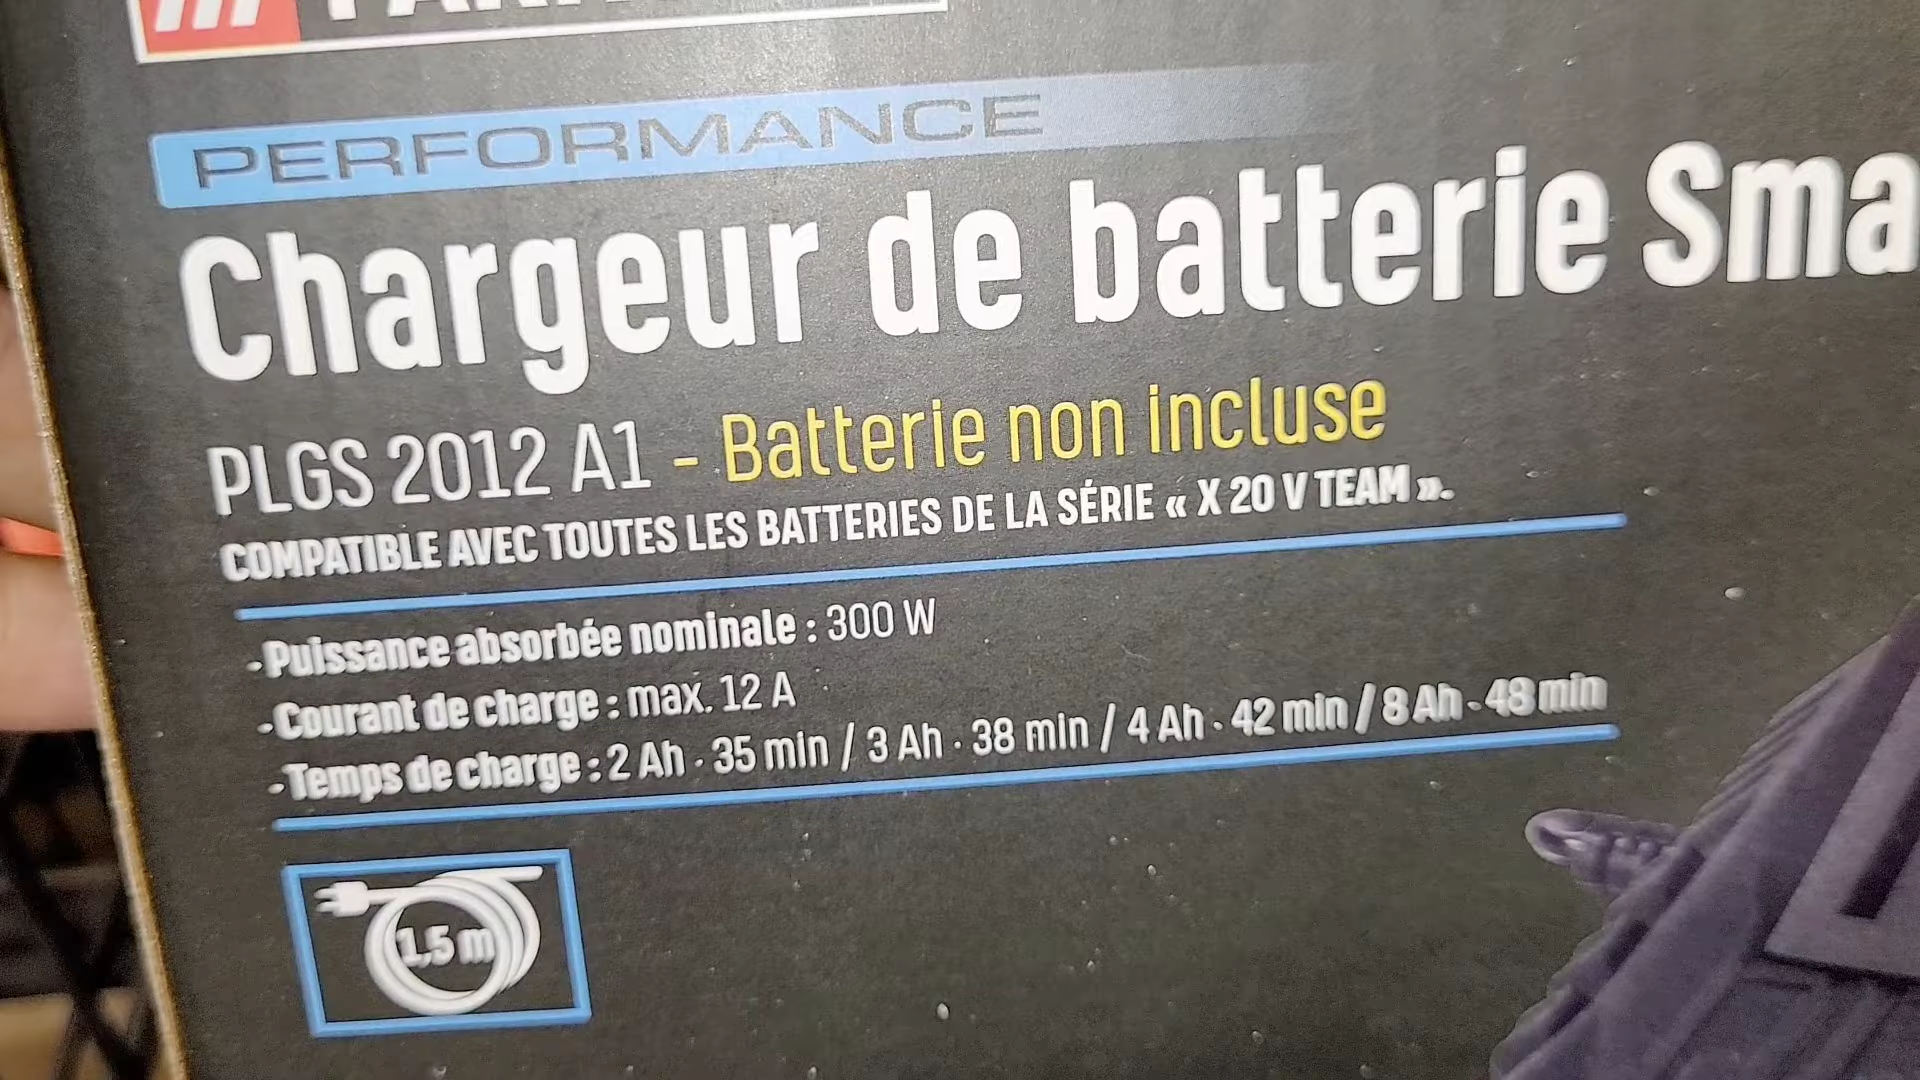 PERFORMANCE
Chargeur de batterie Sma
PLGS 2012 A1 - Batterie non incluse
COMPATIBLE AVEC TOUTES LES BATTERIES DE LA SÉRIE « X 20 V TEAM ».
- Puissance absorbée nominale : 300 W
- Courant de charge : max. 12 A
- Temps de charge : 2 Ah - 35 min / 3 Ah - 38 min / 4 Ah - 42 min / 8 Ah - 48 min
1,5 m